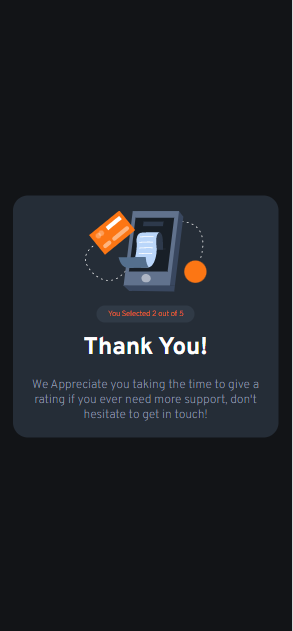 You Selected 2 out of 5
Thank You!
We Appreciate you taking the time to give a
rating if you ever need more support, don't
hesitate to get in touch!